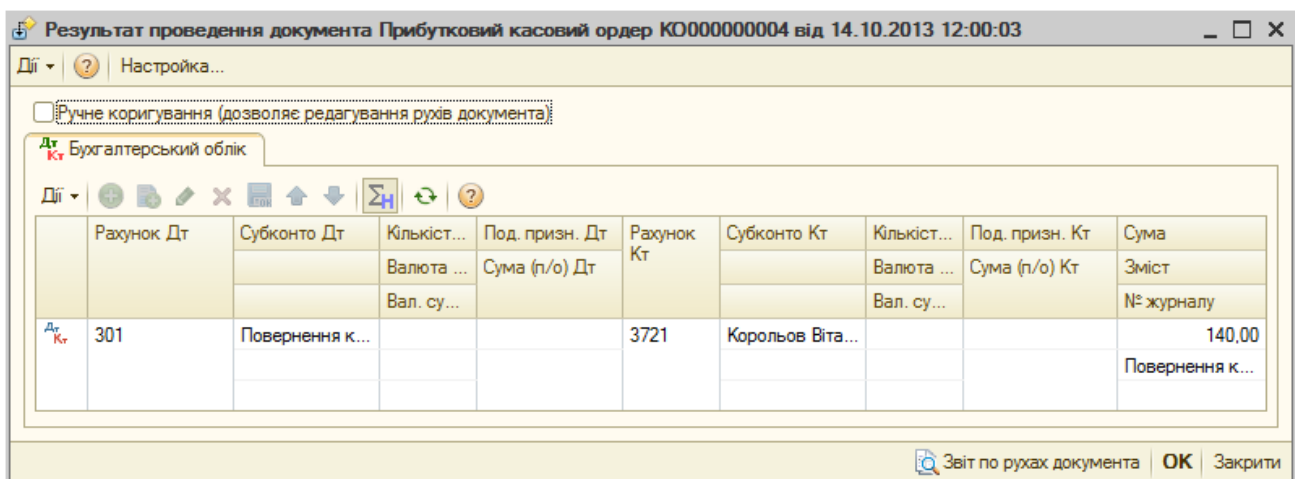 Результат проведення документа Прибутковий касовий ордер КО000000004 від 14.10.2013 12:00:03
Дії Настройка...
Ручне коригування (дозволяє редагування рухів документа)
Дт Кт Бухгалтерський облік
Дії
Рахунок Дт Субконто Дт Кількіст... Под. призн. Дт Рахунок Кт Субконто Кт Кількіст... Под. призн. Кт Сума
Валюта ... Сума (п/о) Дт Валюта ... Сума (п/о) Кт Зміст
Вал. су... Вал. су... № журналу
Дт Кт 301 Повернення к... 3721 Корольов Віта... 140,00
Повернення к...
Звіт по рухах документа ОК Закрити